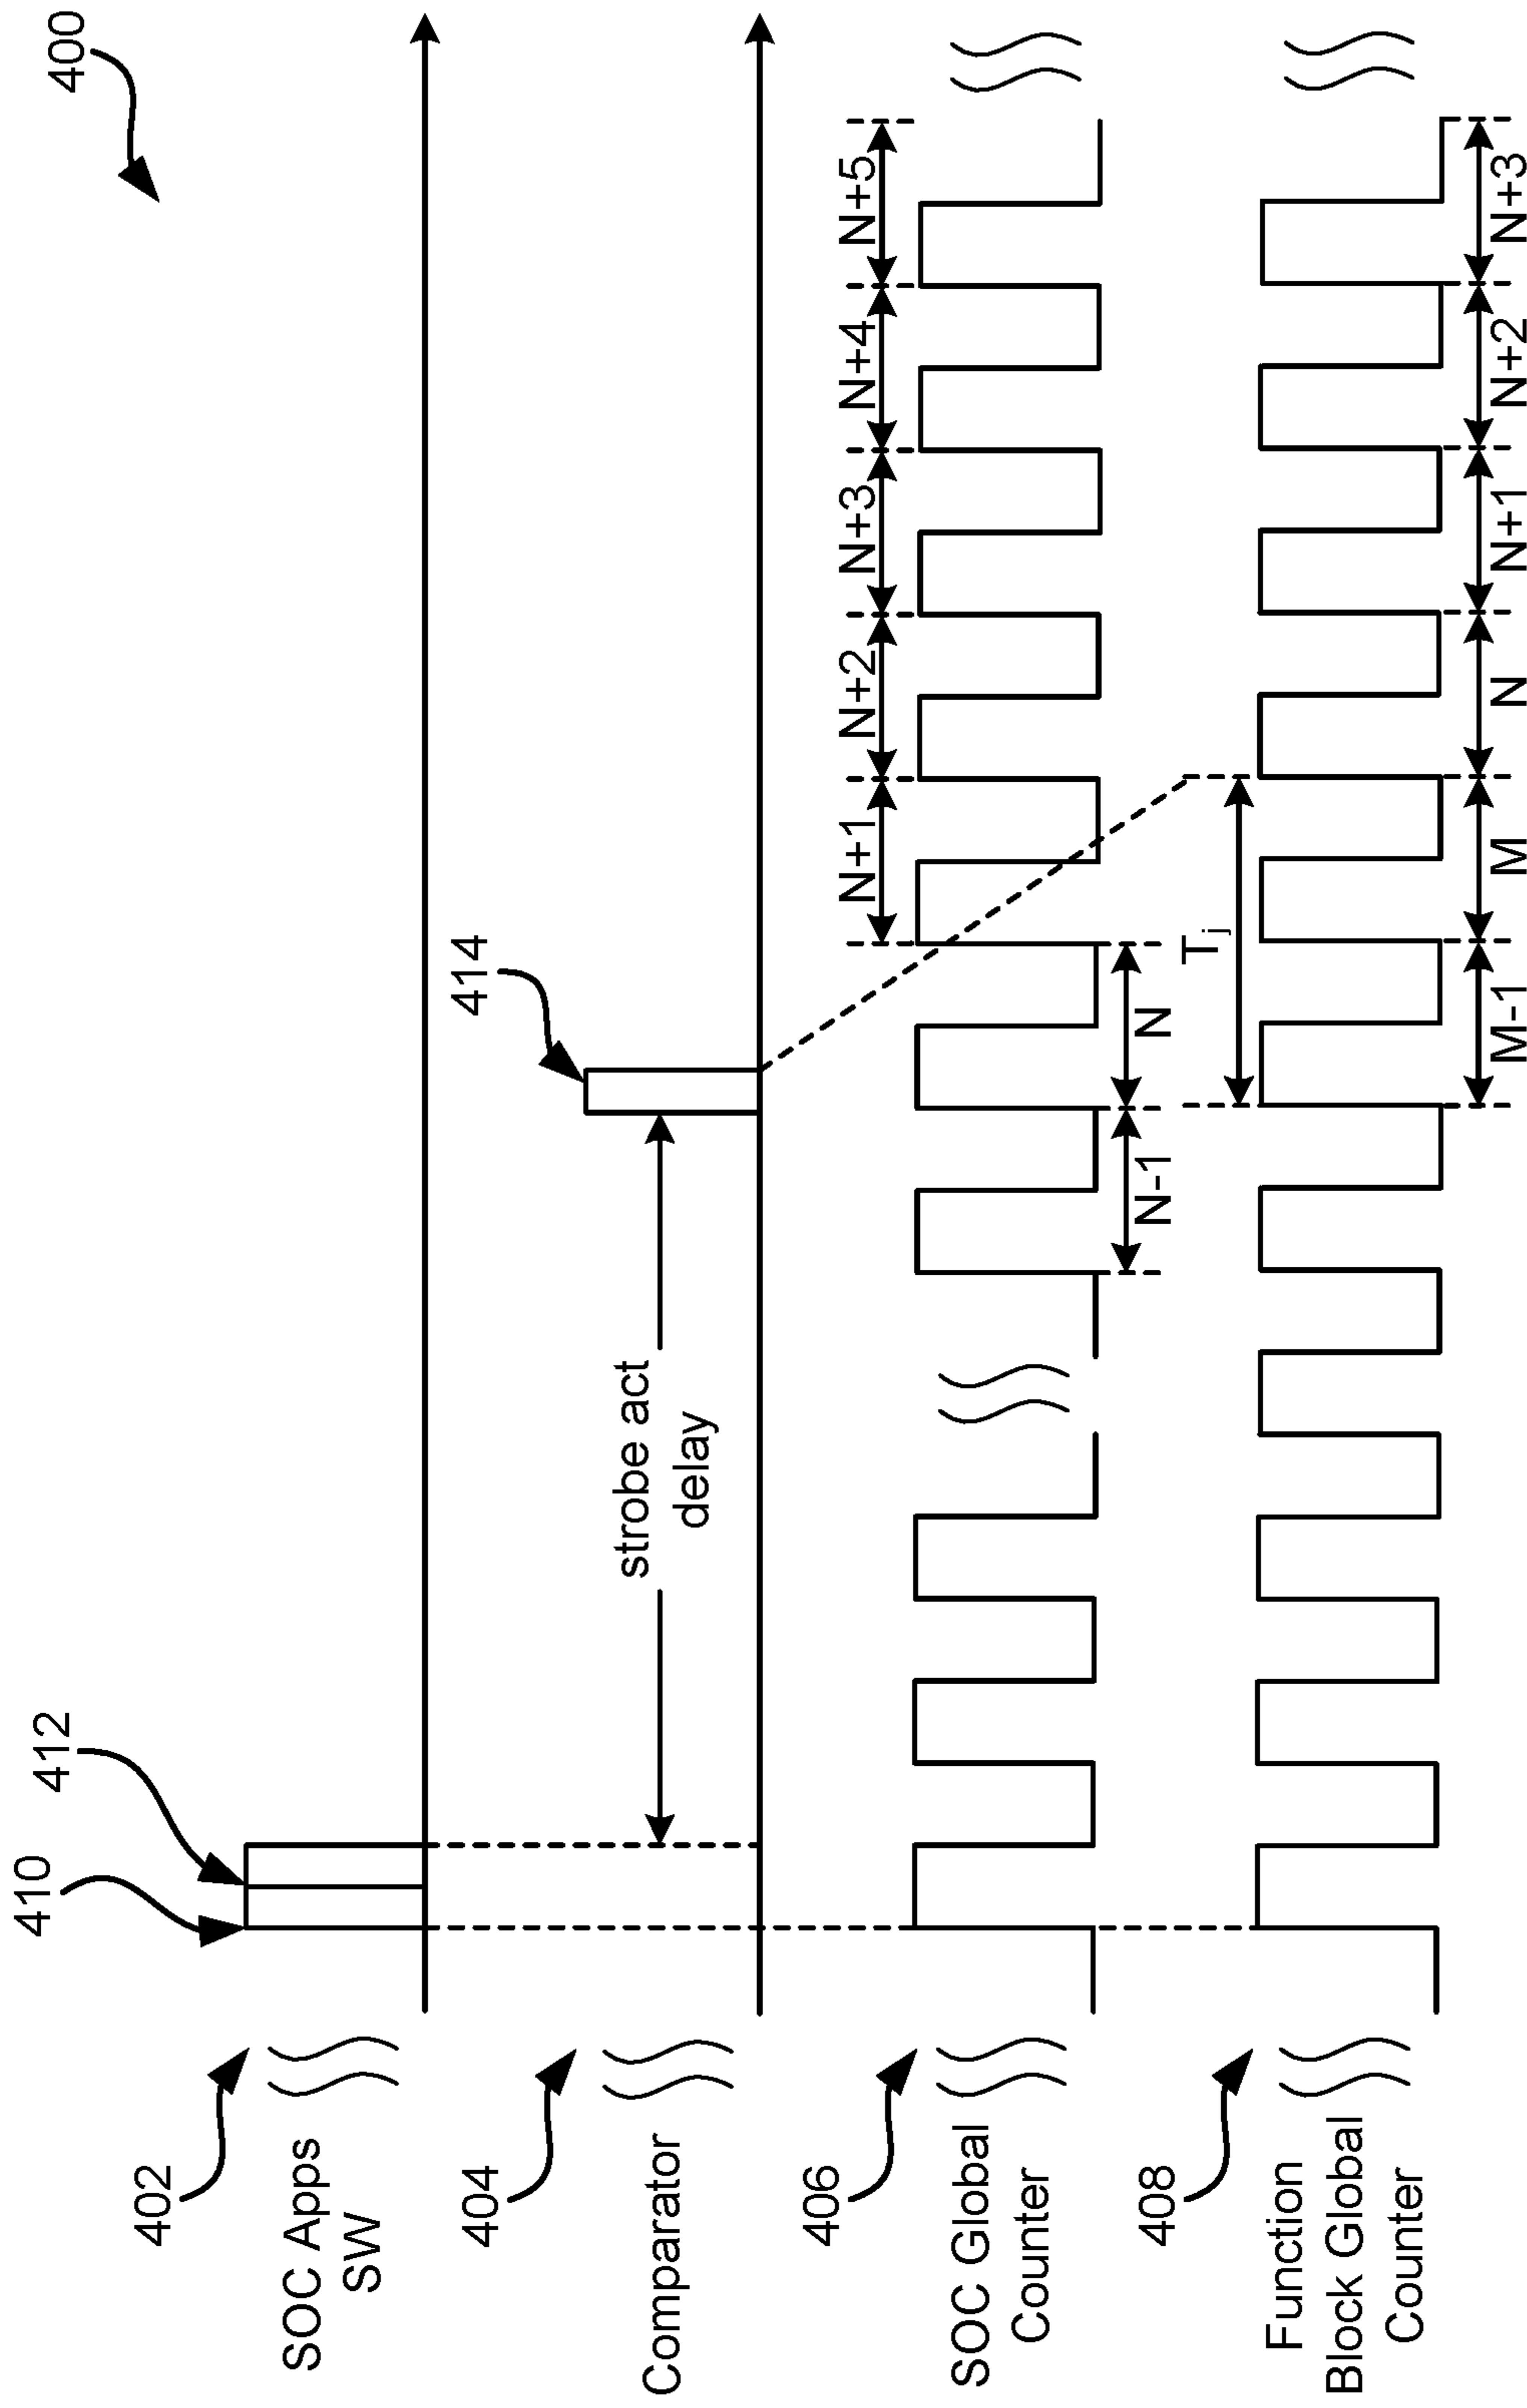 400
402
SOC Apps
SW
410
412
404
Comparator
strobe act
delay
414
406
SOC Global
Counter
N-1
N
N+1
N+2
N+3
N+4
N+5
408
Function
Block Global
Counter
Tj
M-1
M
N
N+1
N+2
N+3